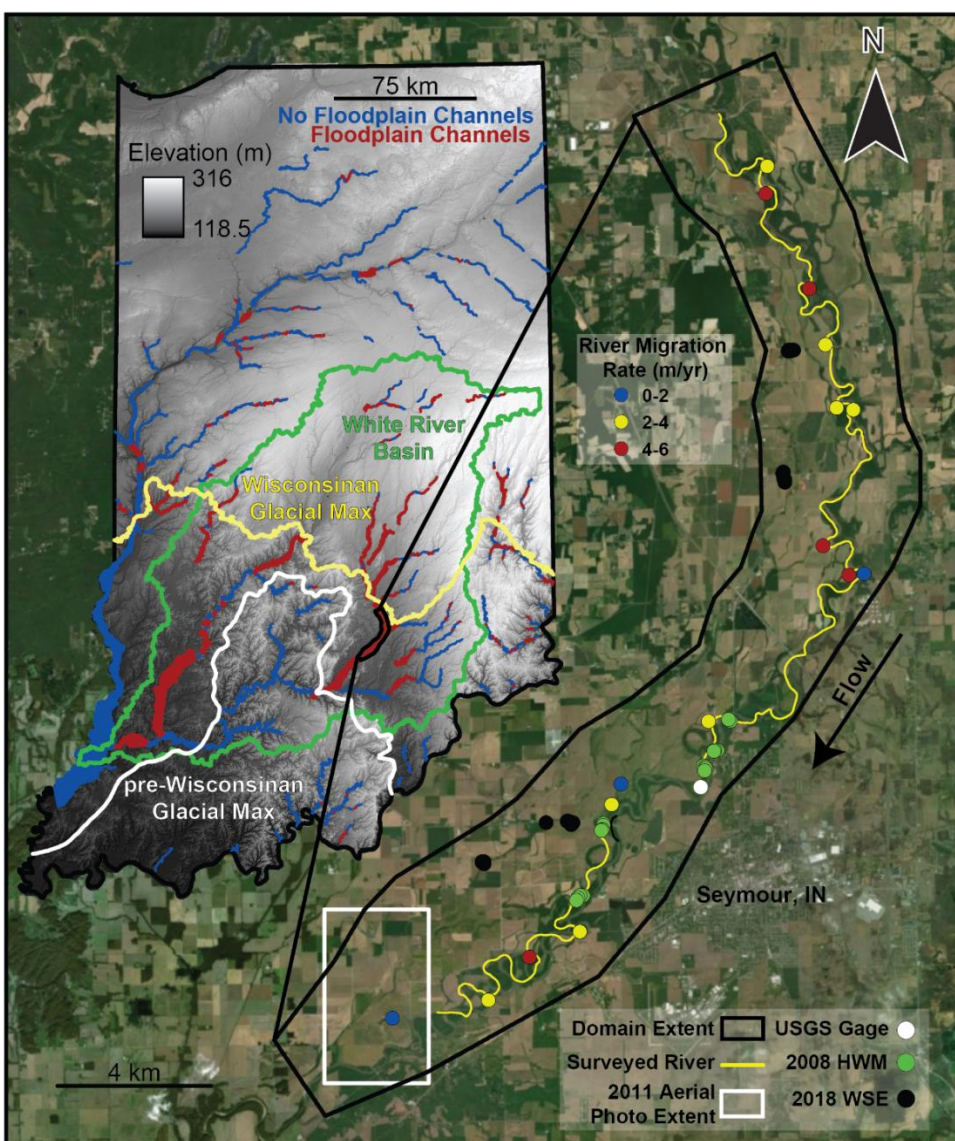 N
75 km
No Floodplain Channels
Floodplain Channels
Elevation (m)
316
118.5
River Migration
Rate (m/yr)
0-2
2-4
4-6
White River
Basin
Wisconsinan
Glacial Max
pre-Wisconsinan
Glacial Max
Flow
Seymour, IN
4 km
Domain Extent
USGS Gage
Surveyed River
2008 HWM
2011 Aerial
Photo Extent
2018 WSE